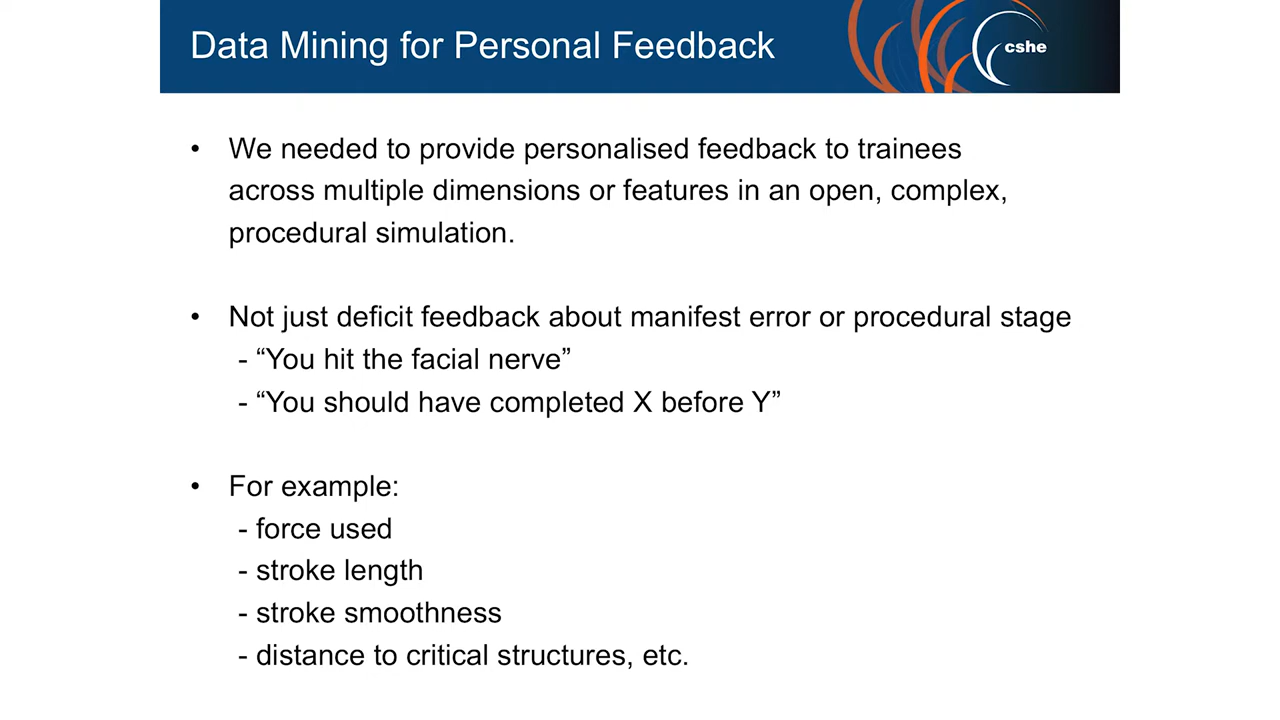 Data Mining for Personal Feedback
cshe
• We needed to provide personalised feedback to trainees
across multiple dimensions or features in an open, complex,
procedural simulation.
• Not just deficit feedback about manifest error or procedural stage
- “You hit the facial nerve”
- “You should have completed X before Y”
• For example:
- force used
- stroke length
- stroke smoothness
- distance to critical structures, etc.